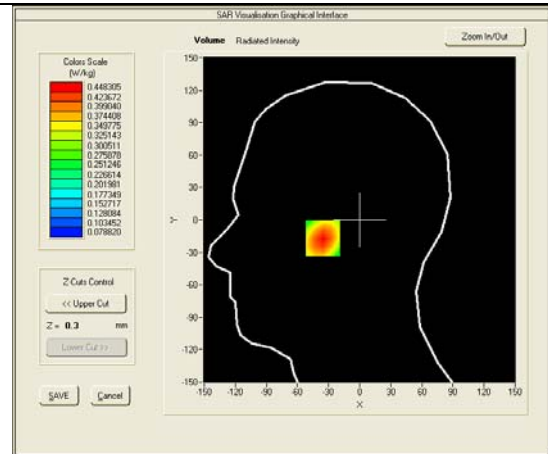 SAR Visualisation Graphical Interface
Volume Radiated Intensity
Zoom In/Out
Colors Scale
(W/kg)
0.448305
0.423672
0.399040
0.374408
0.349775
0.325143
0.300511
0.275878
0.251246
0.226614
0.201981
0.177349
0.152717
0.128084
0.103452
0.078820
Z Cuts Control
<< Upper Cut
Z = 0.3 mm
Lower Cut >>
SAVE Cancel
150
120
90
60
30
0
-30
-60
-90
-120
-150
Y
-150 -120 -90 -60 -30 0 30 60 90 120 150
X